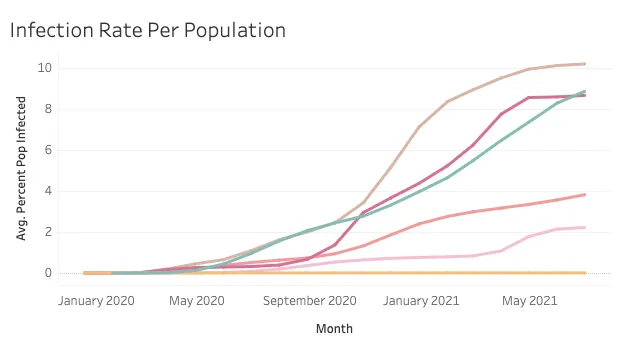 Infection Rate Per Population
10
8
6
4
2
0
Avg. Percent Pop Infected
January 2020 May 2020 September 2020 January 2021 May 2021
Month